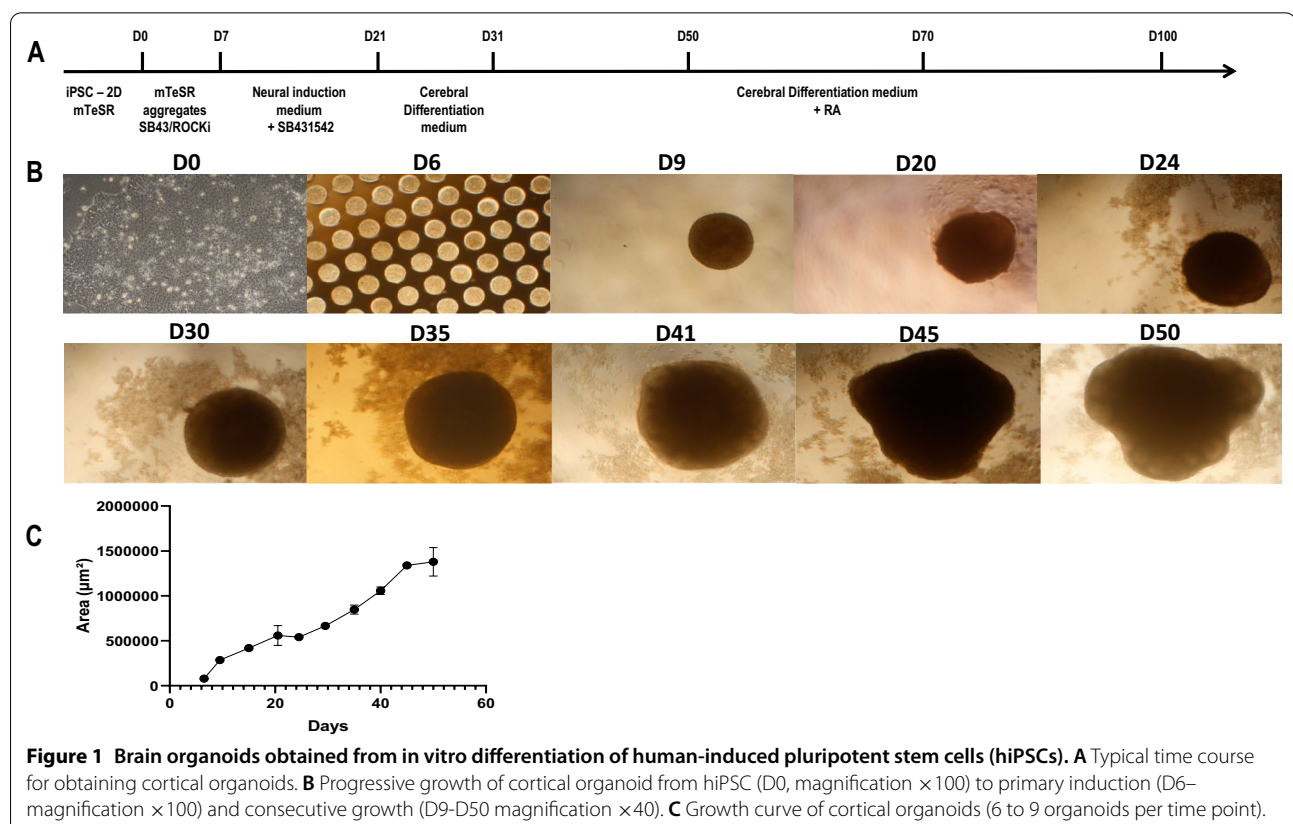 A
D0 D7 D21 D31 D50 D70 D100
iPSC – 2D
mTeSR
mTeSR
aggregates
SB43/ROCKi
Neural induction
medium
+ SB431542
Cerebral
Differentiation
medium
Cerebral Differentiation medium
+ RA
B
D0 D6 D9 D20 D24
D30 D35 D41 D45 D50
C
Area (µm²)
2000000
1500000
1000000
500000
0
0 20 40 60
Days
Figure 1 Brain organoids obtained from in vitro differentiation of human-induced pluripotent stem cells (hiPSCs). A Typical time course
for obtaining cortical organoids. B Progressive growth of cortical organoid from hiPSC (D0, magnification ×100) to primary induction (D6–
magnification ×100) and consecutive growth (D9-D50 magnification ×40). C Growth curve of cortical organoids (6 to 9 organoids per time point).